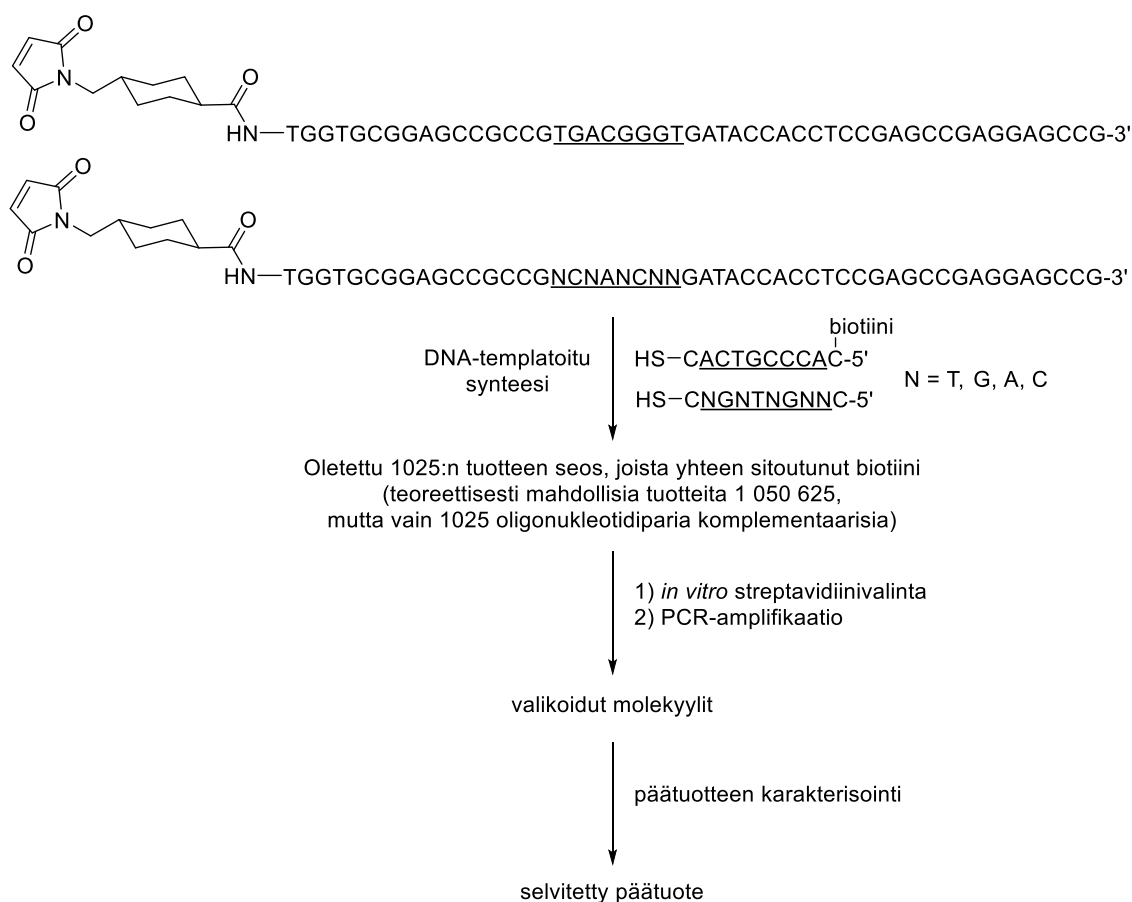 O
N
O
O
HN—TGGTGCGGAGCCGCCGTGACGGGTGATACCACCTCCGAGCCGAGGAGCCG-3'
O
N
O
O
HN—TGGTGCGGAGCCGCCGNCNANCNNGATACCACCTCCGAGCCGAGGAGCCG-3'
biotiini
DNA-templatoitu
synteesi
HS–CACTGCCCAC-5'
HS–CNGNTNGNNC-5'
N = T, G, A, C
Oletettu 1025:n tuotteen seos, joista yhteen sitoutunut biotiini
(teoreettisesti mahdollisia tuotteita 1 050 625,
mutta vain 1025 oligonukleotidiparia komplementaarisia)
1) in vitro streptavidiinivalinta
2) PCR-amplifikaatio
valikoidut molekyylit
päätuotteen karakterisointi
selvitetty päätuote